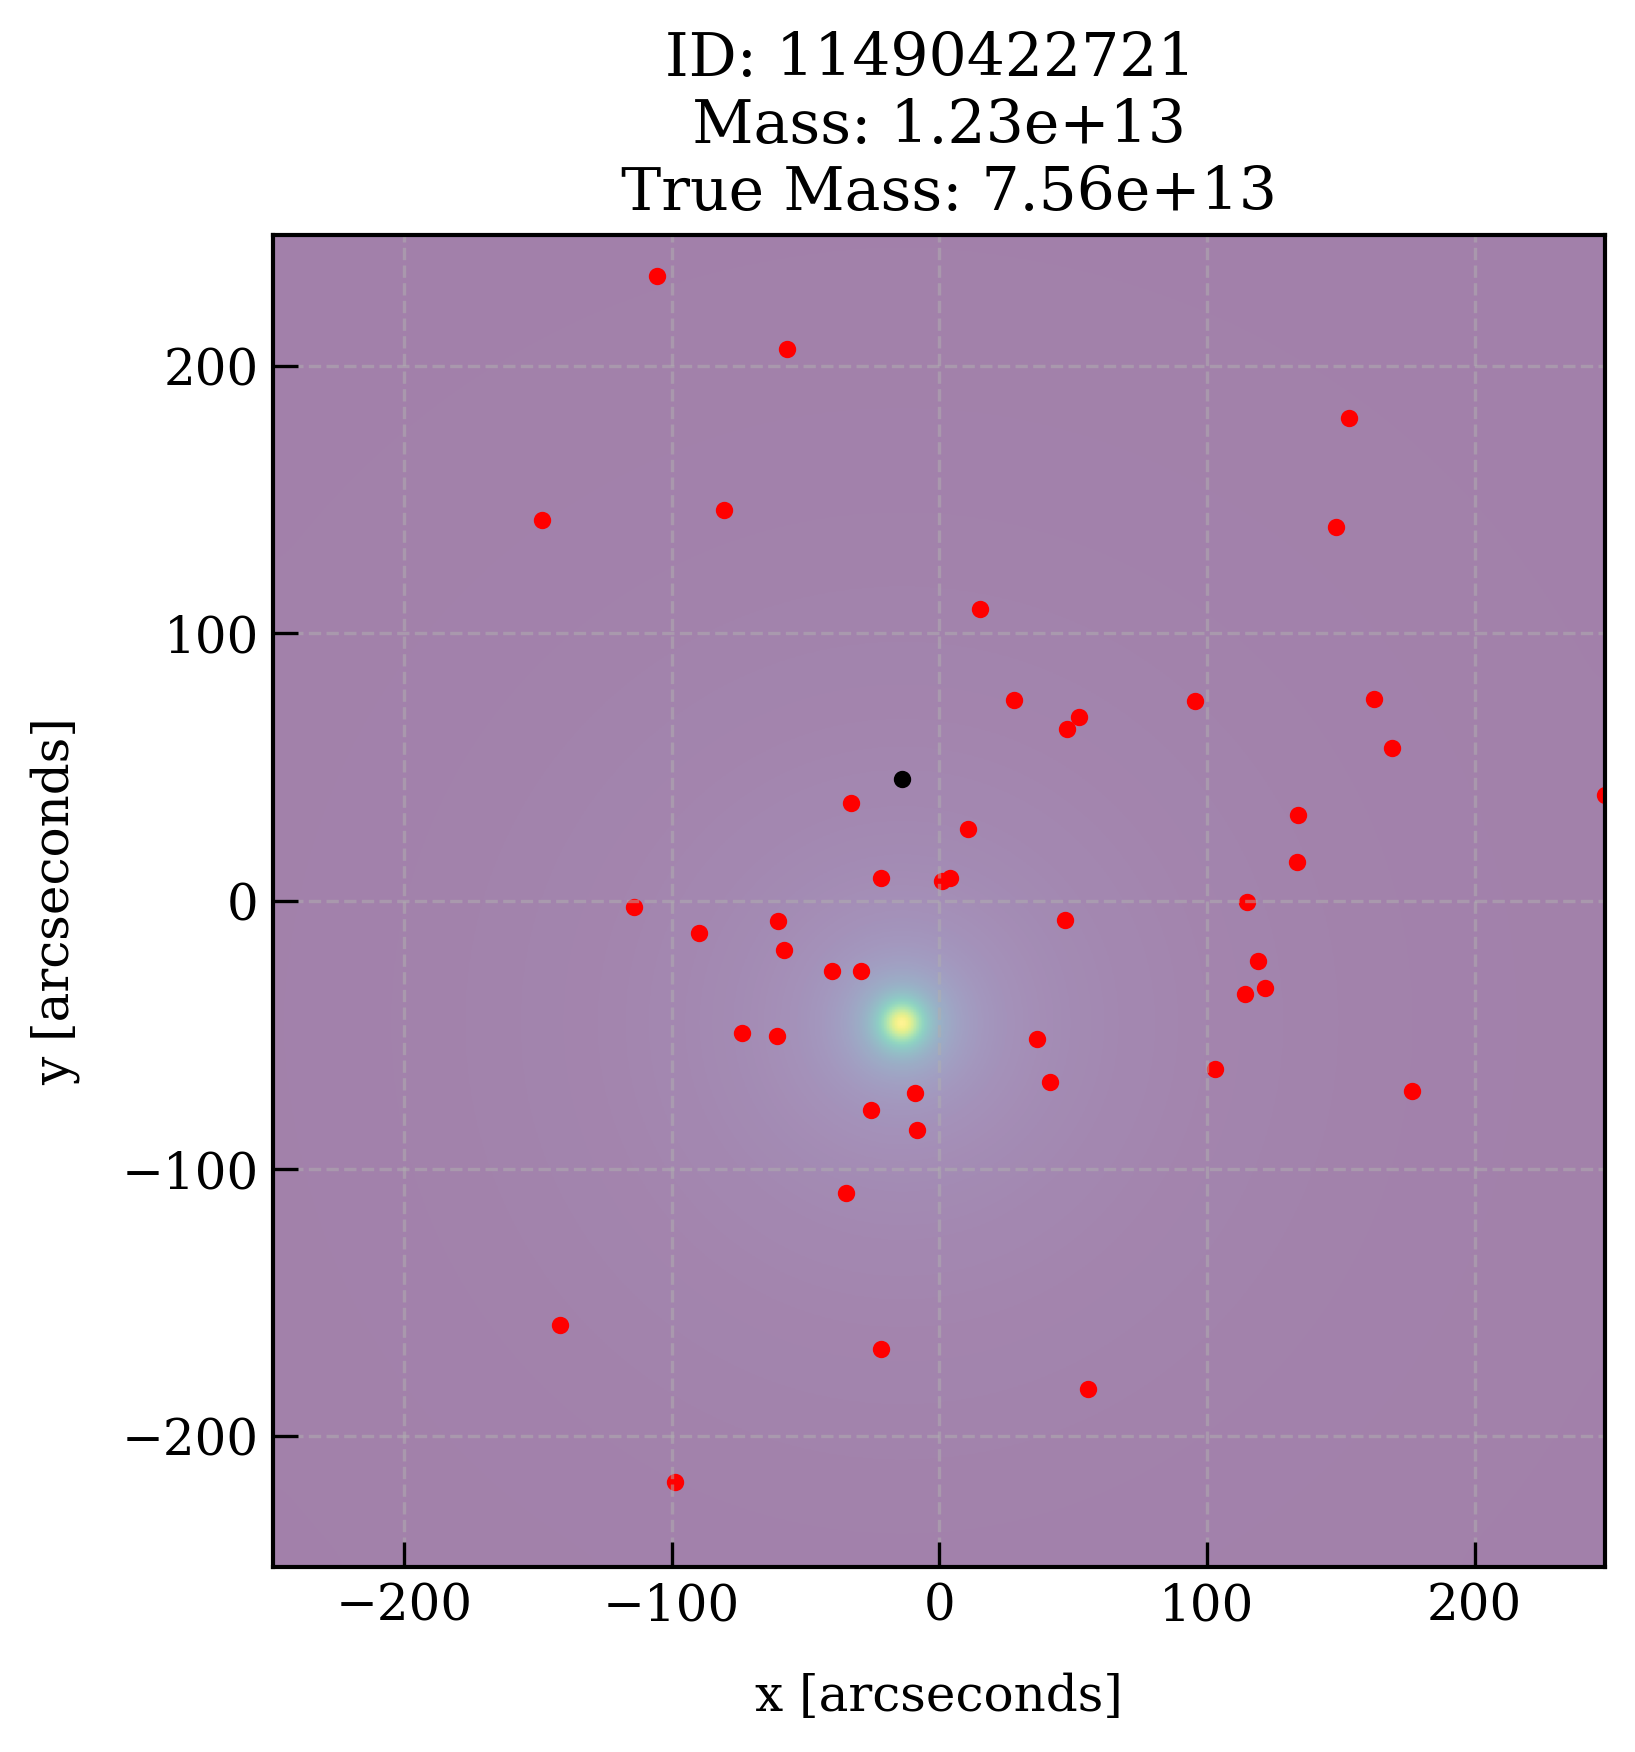 ID: 11490422721
Mass: 1.23e+13
True Mass: 7.56e+13
200
100
0
−100
−200
y [arcseconds]
−200 −100 0 100 200
x [arcseconds]